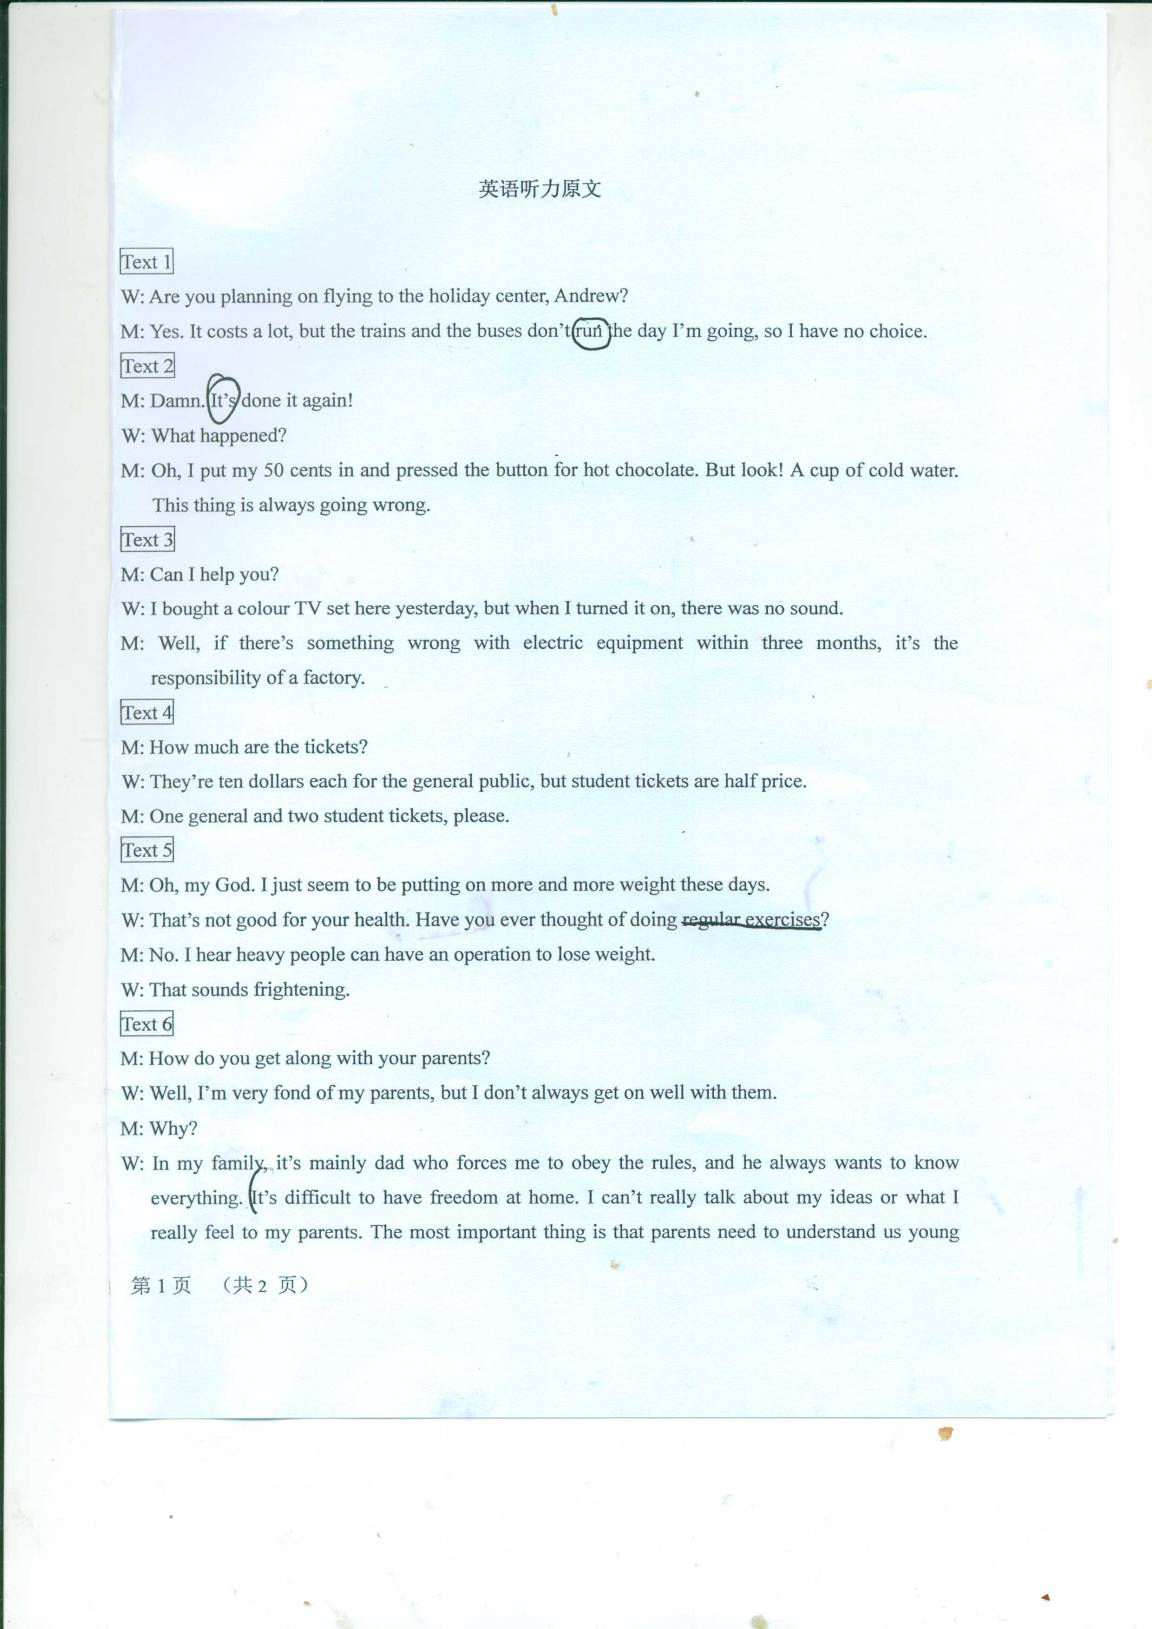 英语听力原文
Text 1
W: Are you planning on flying to the holiday center, Andrew?
M: Yes. It costs a lot, but the trains and the buses don't run the day I'm going, so I have no choice.
Text 2
M: Damn. It's done it again!
W: What happened?
M: Oh, I put my 50 cents in and pressed the button for hot chocolate. But look! A cup of cold water.
This thing is always going wrong.
Text 3
M: Can I help you?
W: I bought a colour TV set here yesterday, but when I turned it on, there was no sound.
M: Well, if there's something wrong with electric equipment within three months, it's the
responsibility of a factory.
Text 4
M: How much are the tickets?
W: They're ten dollars each for the general public, but student tickets are half price.
M: One general and two student tickets, please.
Text 5
M: Oh, my God. I just seem to be putting on more and more weight these days.
W: That's not good for your health. Have you ever thought of doing regular exercises?
M: No. I hear heavy people can have an operation to lose weight.
W: That sounds frightening.
Text 6
M: How do you get along with your parents?
W: Well, I'm very fond of my parents, but I don't always get on well with them.
M: Why?
W: In my family, it's mainly dad who forces me to obey the rules, and he always wants to know
everything. It's difficult to have freedom at home. I can't really talk about my ideas or what I
really feel to my parents. The most important thing is that parents need to understand us young
第 1 页 （共 2 页）